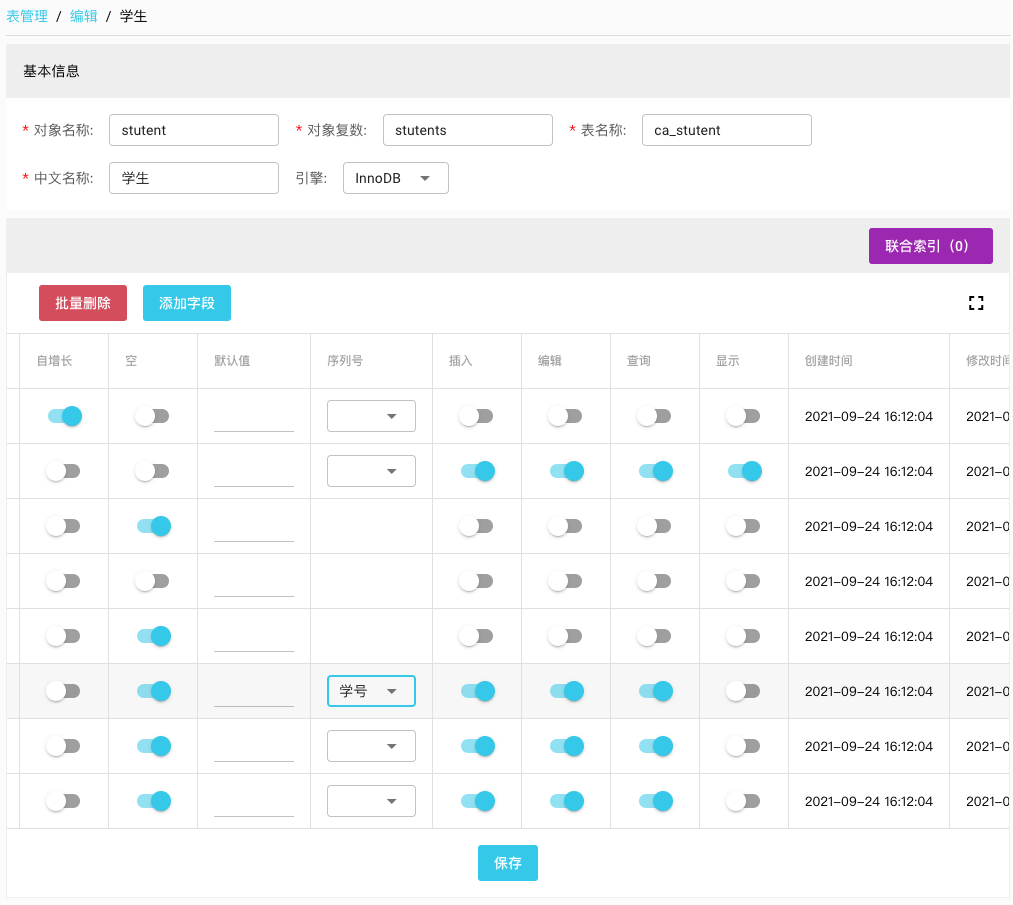 表管理 / 编辑 / 学生
基本信息
* 对象名称: stutent * 对象复数: stutents * 表名称: ca_stutent
* 中文名称: 学生 引擎: InnoDB
联合索引（0）
批量删除 添加字段
自增长 空 默认值 序列号 插入 编辑 查询 显示 创建时间 修改时间
2021-09-24 16:12:04 2021-0
2021-09-24 16:12:04 2021-0
2021-09-24 16:12:04 2021-0
2021-09-24 16:12:04 2021-0
2021-09-24 16:12:04 2021-0
学号 2021-09-24 16:12:04 2021-0
2021-09-24 16:12:04 2021-0
2021-09-24 16:12:04 2021-0
保存